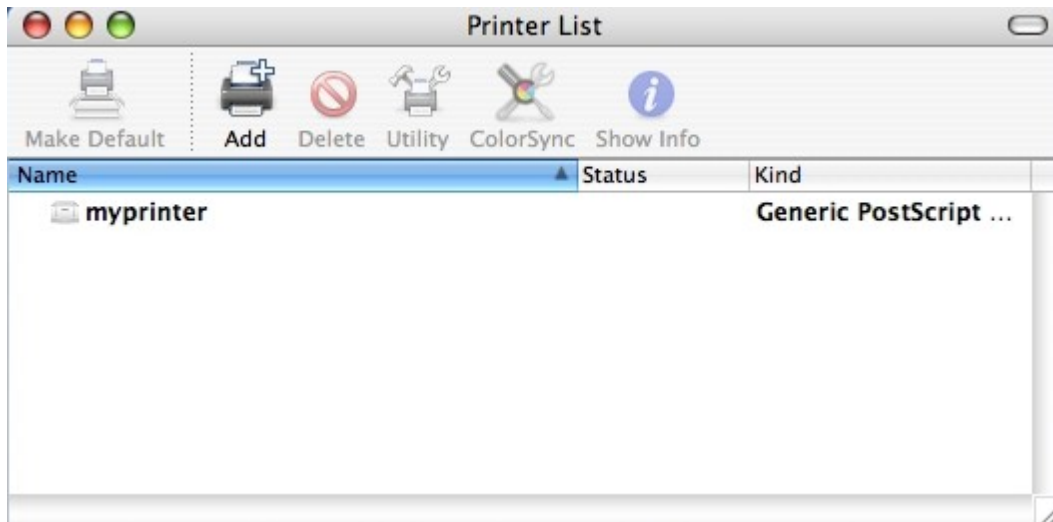 Printer List
Make Default Add Delete Utility ColorSync Show Info
Name Status Kind
myprinter Generic PostScript ...